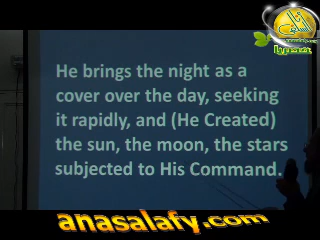 He brings the night as a
cover over the day, seeking
it rapidly, and (He Created)
the sun, the moon, the stars
subjected to His Command.
anasalafy.com